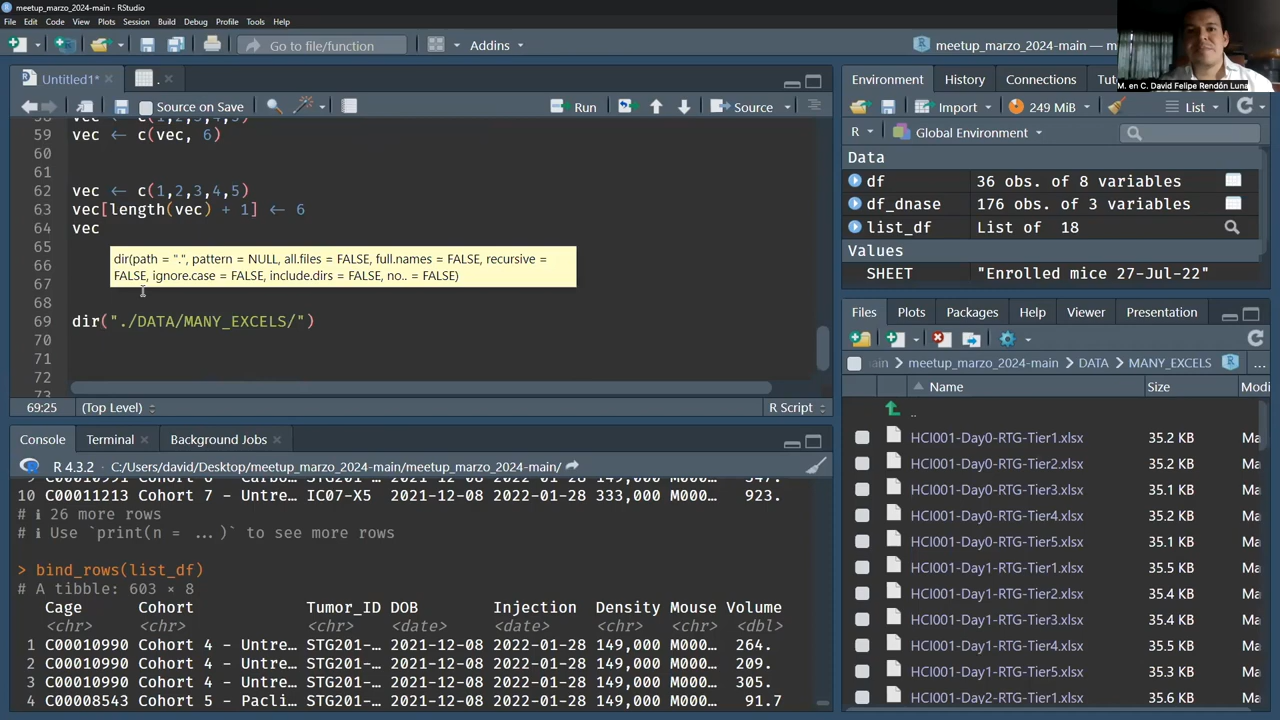 meetup_marzo_2024-main - RStudio
File Edit Code View Plots Session Build Debug Profile Tools Help
Go to file/function Addins meetup_marzo_2024-main — m
M. en C. David Felipe Rendón Luna
Untitled1* .
Source on Save Run Source
59 vec ← c(vec, 6)
60
61
62 vec ← c(1,2,3,4,5)
63 vec[length(vec) + 1] ← 6
64 vec
65
66
67
68
dir(path = ".", pattern = NULL, all.files = FALSE, full.names = FALSE, recursive =
FALSE, ignore.case = FALSE, include.dirs = FALSE, no.. = FALSE)
69 dir("./DATA/MANY_EXCELS/")
70
71
72
69:25 (Top Level) R Script
Console Terminal Background Jobs
R 4.3.2 · C:/Users/david/Desktop/meetup_marzo_2024-main/meetup_marzo_2024-main/
10 C00011213 Cohort 7 - Untre… IC07-X5 2021-12-08 2022-01-28 333,000 M000… 923.
# ℹ 26 more rows
# ℹ Use `print(n = ...)` to see more rows
> bind_rows(list_df)
# A tibble: 603 × 8
Cage Cohort Tumor_ID DOB Injection Density Mouse Volume
<chr> <chr> <chr> <date> <date> <chr> <chr> <dbl>
1 C00010990 Cohort 4 - Untre… STG201-… 2021-12-08 2022-01-28 149,000 M000… 264.
2 C00010990 Cohort 4 - Untre… STG201-… 2021-12-08 2022-01-28 149,000 M000… 209.
3 C00010990 Cohort 4 - Untre… STG201-… 2021-12-08 2022-01-28 149,000 M000… 305.
4 C00008543 Cohort 5 - Pacli… STG201-… 2021-12-08 2022-01-28 149,000 M000… 91.7
Environment History Connections Tu
Import 249 MiB List
R Global Environment
Data
df 36 obs. of 8 variables
df_dnase 176 obs. of 3 variables
list_df List of 18
Values
SHEET "Enrolled mice 27-Jul-22"
Files Plots Packages Help Viewer Presentation
ain meetup_marzo_2024-main DATA MANY_EXCELS ...
Name Size Modi
..
HCI001-Day0-RTG-Tier1.xlsx 35.2 KB Ma
HCI001-Day0-RTG-Tier2.xlsx 35.2 KB Ma
HCI001-Day0-RTG-Tier3.xlsx 35.1 KB Ma
HCI001-Day0-RTG-Tier4.xlsx 35.2 KB Ma
HCI001-Day0-RTG-Tier5.xlsx 35.1 KB Ma
HCI001-Day1-RTG-Tier1.xlsx 35.4 KB Ma
HCI001-Day1-RTG-Tier2.xlsx 35.4 KB Ma
HCI001-Day1-RTG-Tier3.xlsx 35.4 KB Ma
HCI001-Day1-RTG-Tier4.xlsx 35.5 KB Ma
HCI001-Day1-RTG-Tier5.xlsx 35.4 KB Ma
HCI001-Day2-RTG-Tier1.xlsx 35.6 KB Ma